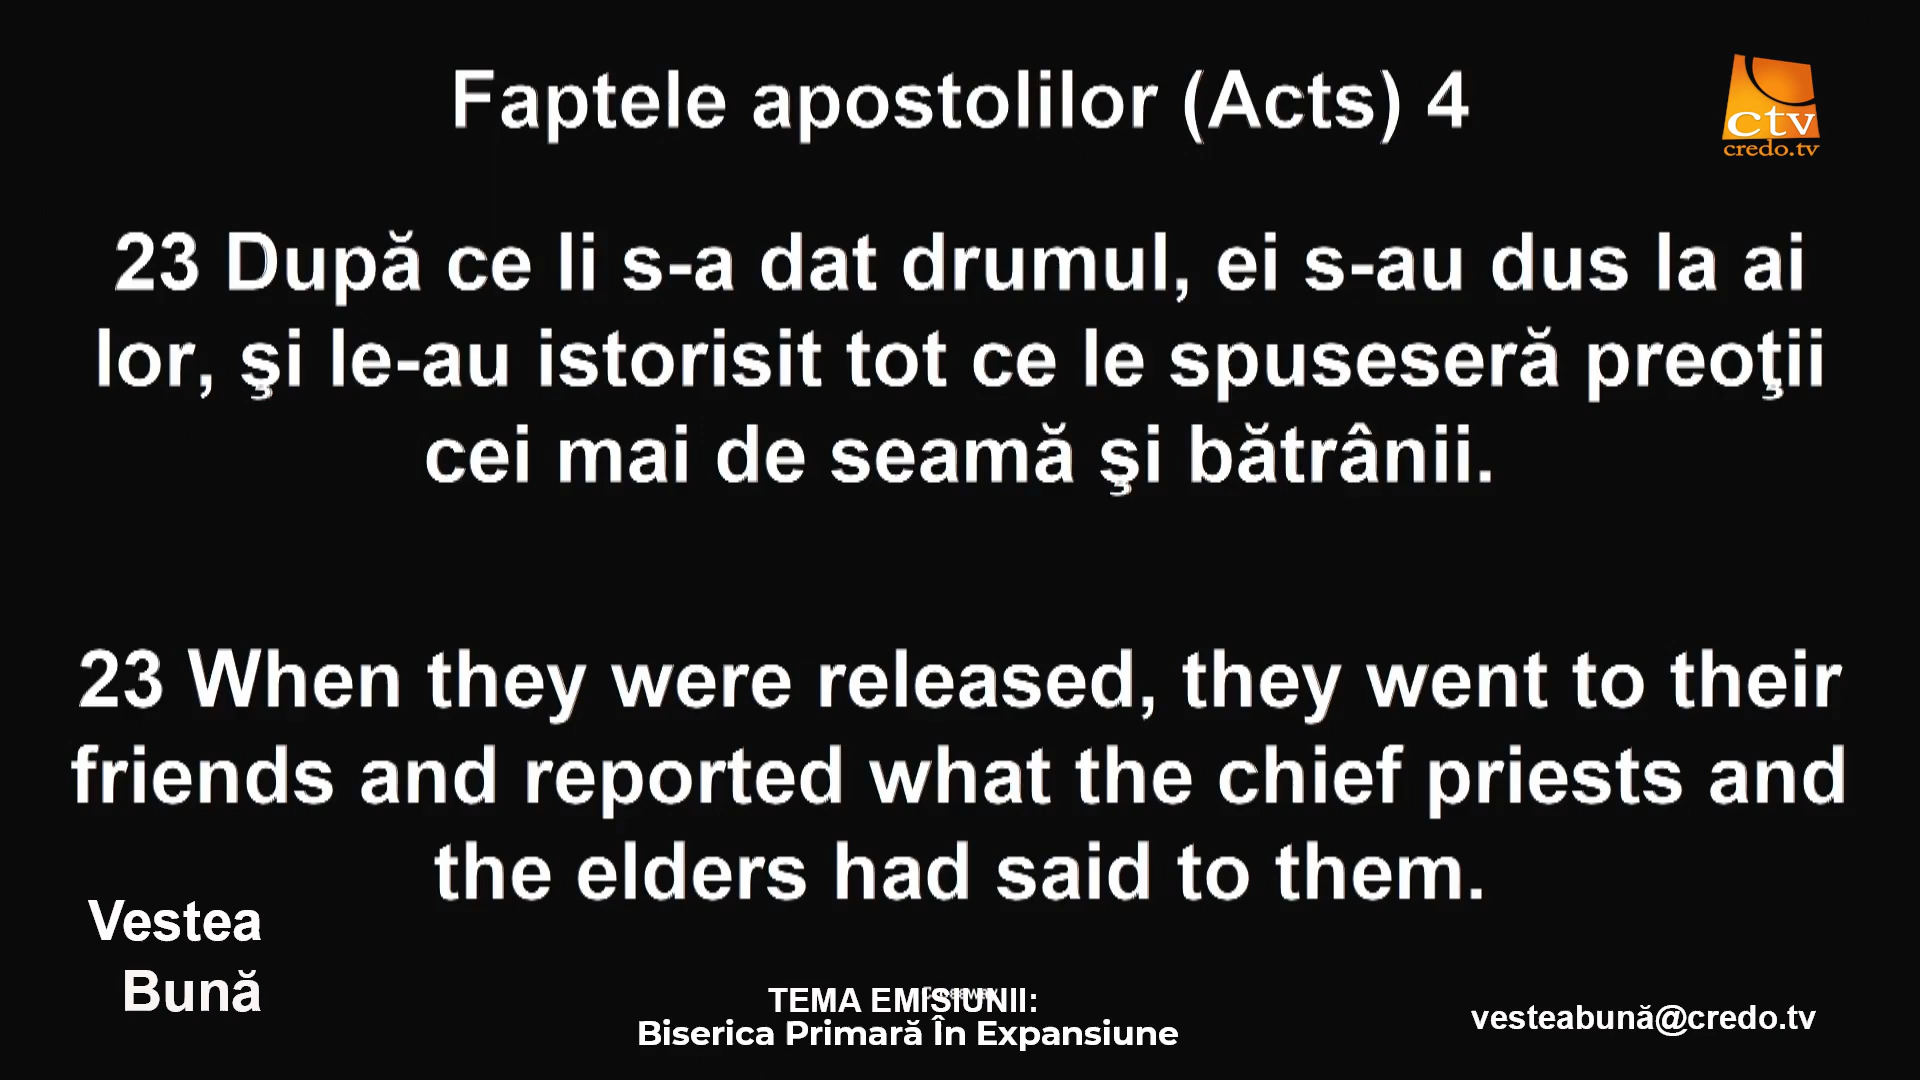 Faptele apostolilor (Acts) 4
ctv
credo.tv
23 După ce li s-a dat drumul, ei s-au dus la ai
lor, şi le-au istorisit tot ce le spuseseră preoţii
cei mai de seamă şi bătrânii.
23 When they were released, they went to their
friends and reported what the chief priests and
the elders had said to them.
Vestea
Bună
TEMA EMISIUNII:
Biserica Primară În Expansiune
vesteabună@credo.tv